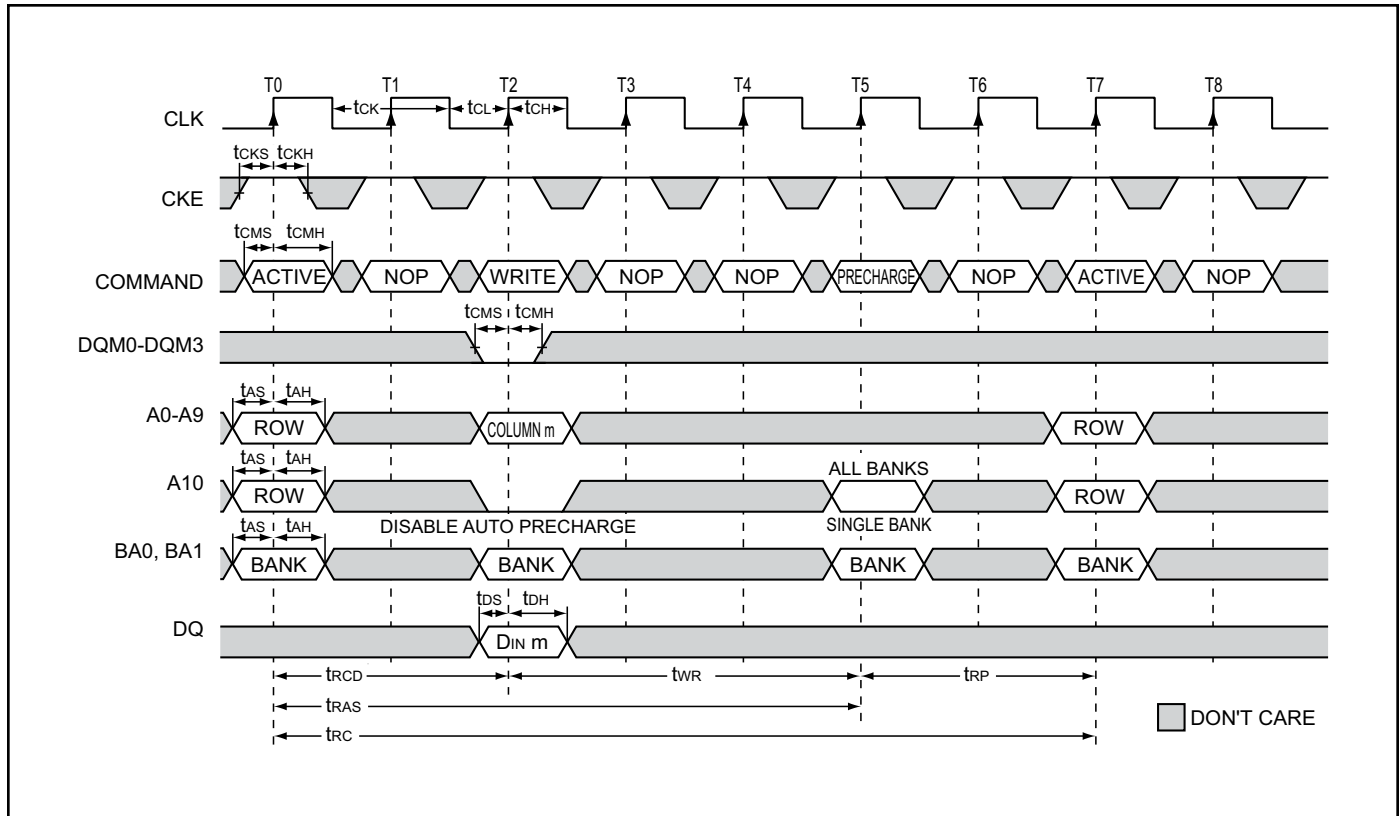 T0 T1 T2 T3 T4 T5 T6 T7 T8
CLK tCK tCL tCH
tCKS tCKH
CKE
tCMS tCMH
COMMAND ACTIVE NOP WRITE NOP NOP PRECHARGE NOP ACTIVE NOP
tCMS tCMH
DQM0-DQM3
tAS tAH
A0-A9 ROW COLUMN m ROW
tAS tAH ALL BANKS
A10 ROW ROW
tAS tAH DISABLE AUTO PRECHARGE SINGLE BANK
BA0, BA1 BANK BANK BANK BANK
tDS tDH
DQ DIN m
tRCD tWR tRP
tRAS
DON'T CARE
tRC